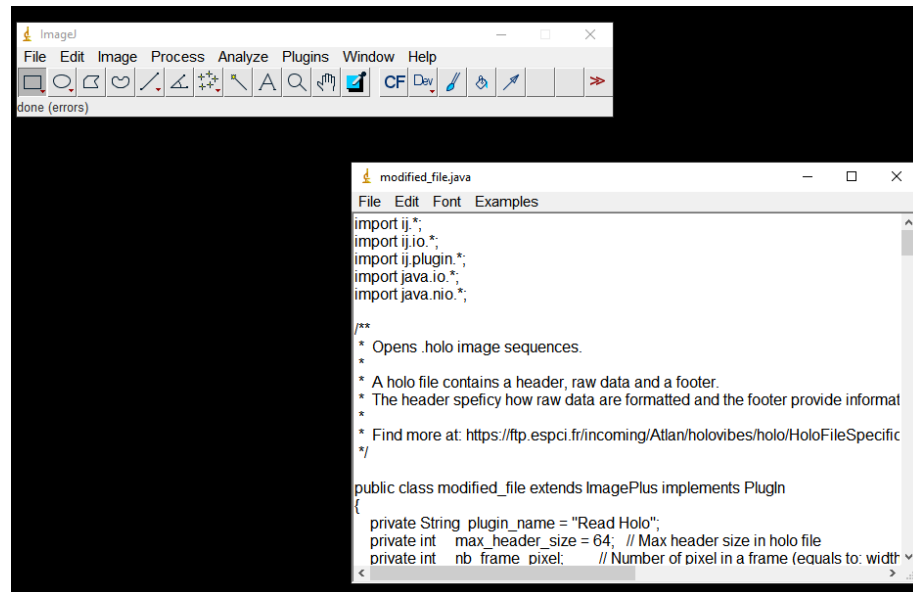 ImageJ
File Edit Image Process Analyze Plugins Window Help
A CF Dev >>
done (errors)
modified_file.java
File Edit Font Examples
import ij.*;
import ij.io.*;
import ij.plugin.*;
import java.io.*;
import java.nio.*;
/**
* Opens .holo image sequences.
*
* A holo file contains a header, raw data and a footer.
* The header speficy how raw data are formatted and the footer provide informat
*
* Find more at: https://ftp.espci.fr/incoming/Atlan/holovibes/holo/HoloFileSpecific
*/
public class modified_file extends ImagePlus implements PlugIn
{
private String plugin_name = "Read Holo";
private int max_header_size = 64; // Max header size in holo file
private int nb_frame_pixel; // Number of pixel in a frame (equals to: width